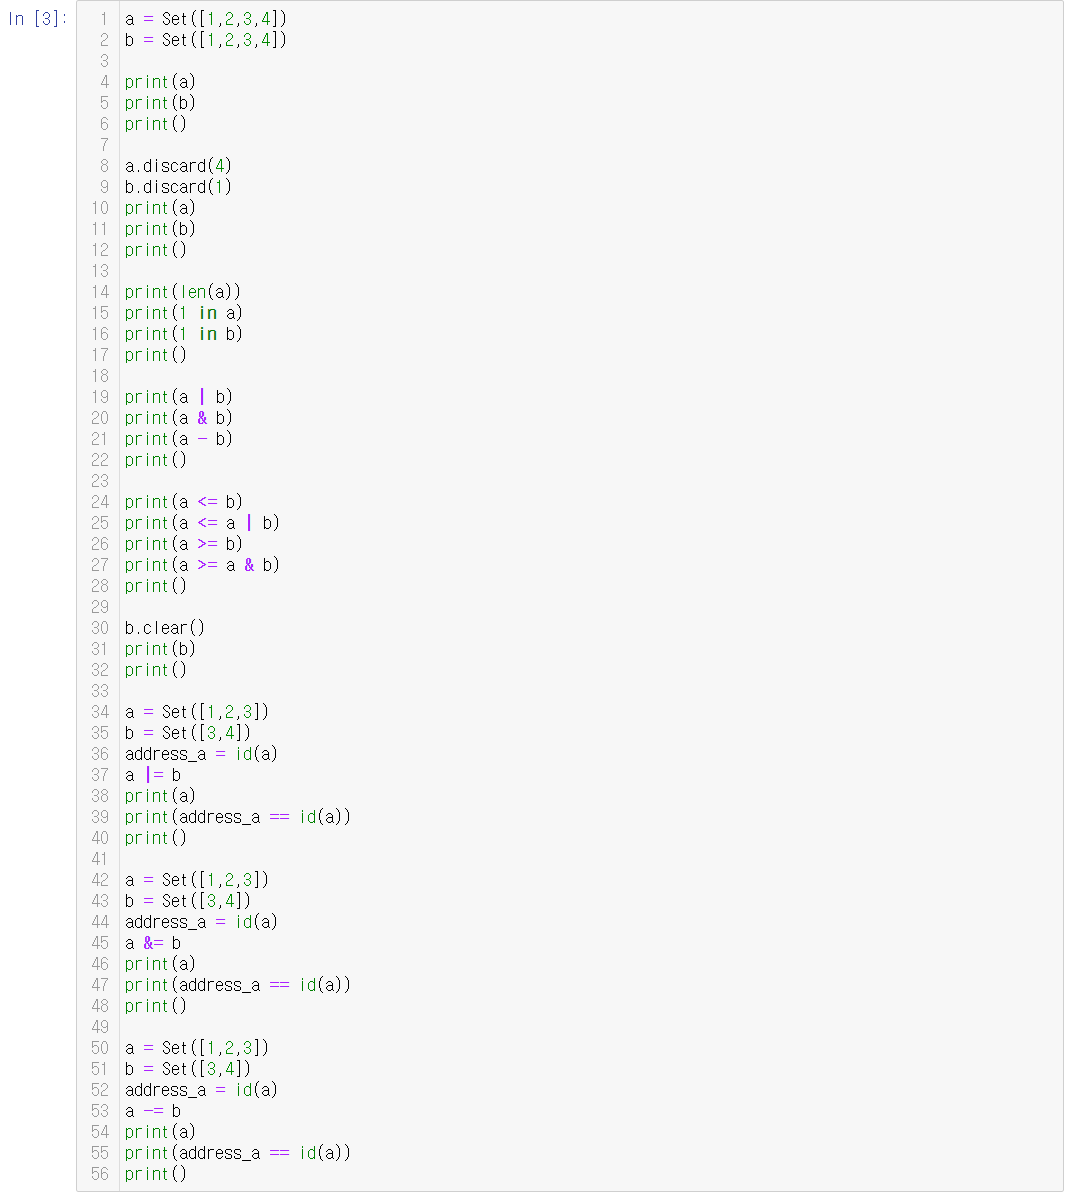 In [3]:
1 a = Set([1,2,3,4])
2 b = Set([1,2,3,4])
3
4 print(a)
5 print(b)
6 print()
7
8 a.discard(4)
9 b.discard(1)
10 print(a)
11 print(b)
12 print()
13
14 print(len(a))
15 print(1 in a)
16 print(1 in b)
17 print()
18
19 print(a | b)
20 print(a & b)
21 print(a - b)
22 print()
23
24 print(a <= b)
25 print(a <= a | b)
26 print(a >= b)
27 print(a >= a & b)
28 print()
29
30 b.clear()
31 print(b)
32 print()
33
34 a = Set([1,2,3])
35 b = Set([3,4])
36 address_a = id(a)
37 a |= b
38 print(a)
39 print(address_a == id(a))
40 print()
41
42 a = Set([1,2,3])
43 b = Set([3,4])
44 address_a = id(a)
45 a &= b
46 print(a)
47 print(address_a == id(a))
48 print()
49
50 a = Set([1,2,3])
51 b = Set([3,4])
52 address_a = id(a)
53 a -= b
54 print(a)
55 print(address_a == id(a))
56 print()